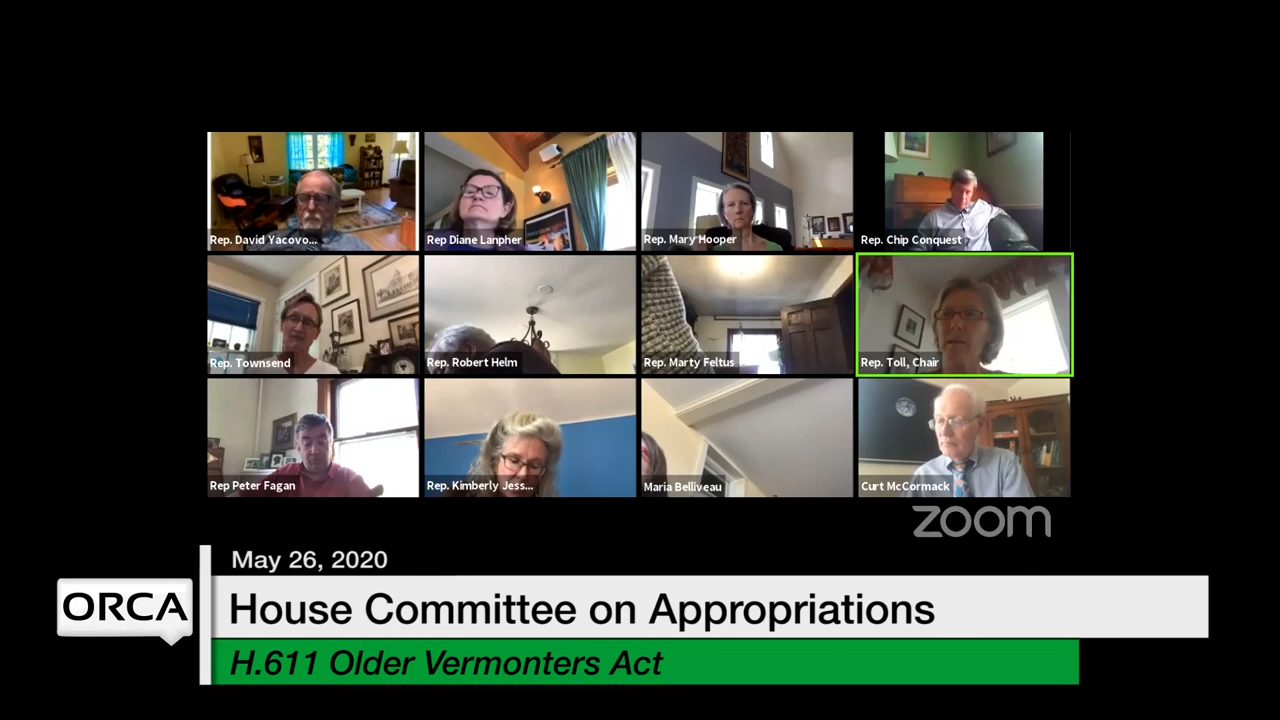 Rep. David Yacovo...
Rep Diane Lanpher
Rep. Mary Hooper
Rep. Chip Conquest
Rep. Townsend
Rep. Robert Helm
Rep. Marty Feltus
Rep. Toll, Chair
Rep Peter Fagan
Rep. Kimberly Jess...
Maria Belliveau
Curt McCormack
zoom
May 26, 2020
ORCA
House Committee on Appropriations
H.611 Older Vermonters Act